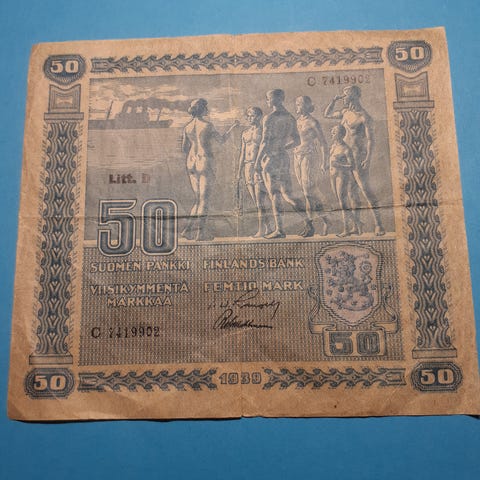 50
50
C 7419902
Litt. D
50
SUOMEN PANKKI
FINLANDS BANK
VIISIKYMMENTÄ
MARKKAA
FEMTIO MARK
C 7419902
50
50
1939
50